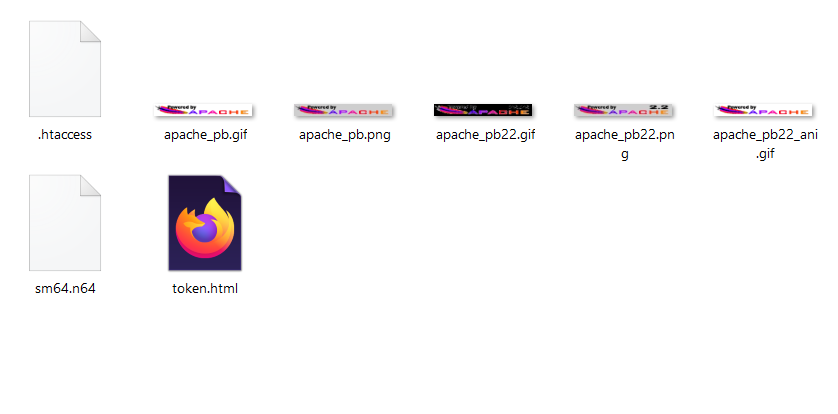 Powered by
APACHE
Powered by
APACHE
Powered by
APACHE
2.2
Powered by
APACHE
2.2
Powered by
APACHE
.htaccess
apache_pb.gif
apache_pb.png
apache_pb22.gif
apache_pb22.pn
g
apache_pb22_ani
.gif
sm64.n64
token.html